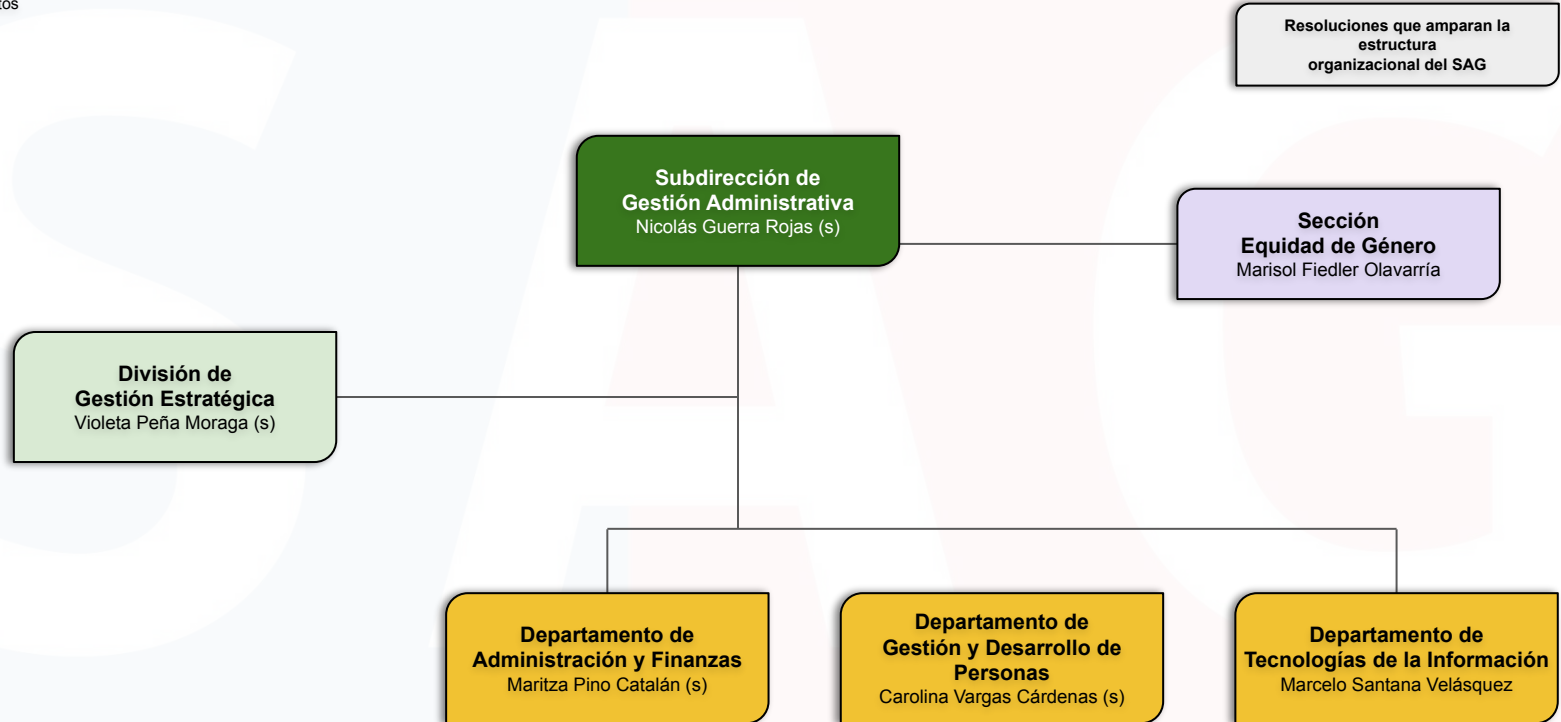 Resoluciones que amparan la
estructura
organizacional del SAG
Subdirección de
Gestión Administrativa
Nicolás Guerra Rojas (s)
Sección
Equidad de Género
Marisol Fiedler Olavarría
División de
Gestión Estratégica
Violeta Peña Moraga (s)
Departamento de
Administración y Finanzas
Maritza Pino Catalán (s)
Departamento de
Gestión y Desarrollo de
Personas
Carolina Vargas Cárdenas (s)
Departamento de
Tecnologías de la Información
Marcelo Santana Velásquez
SAG